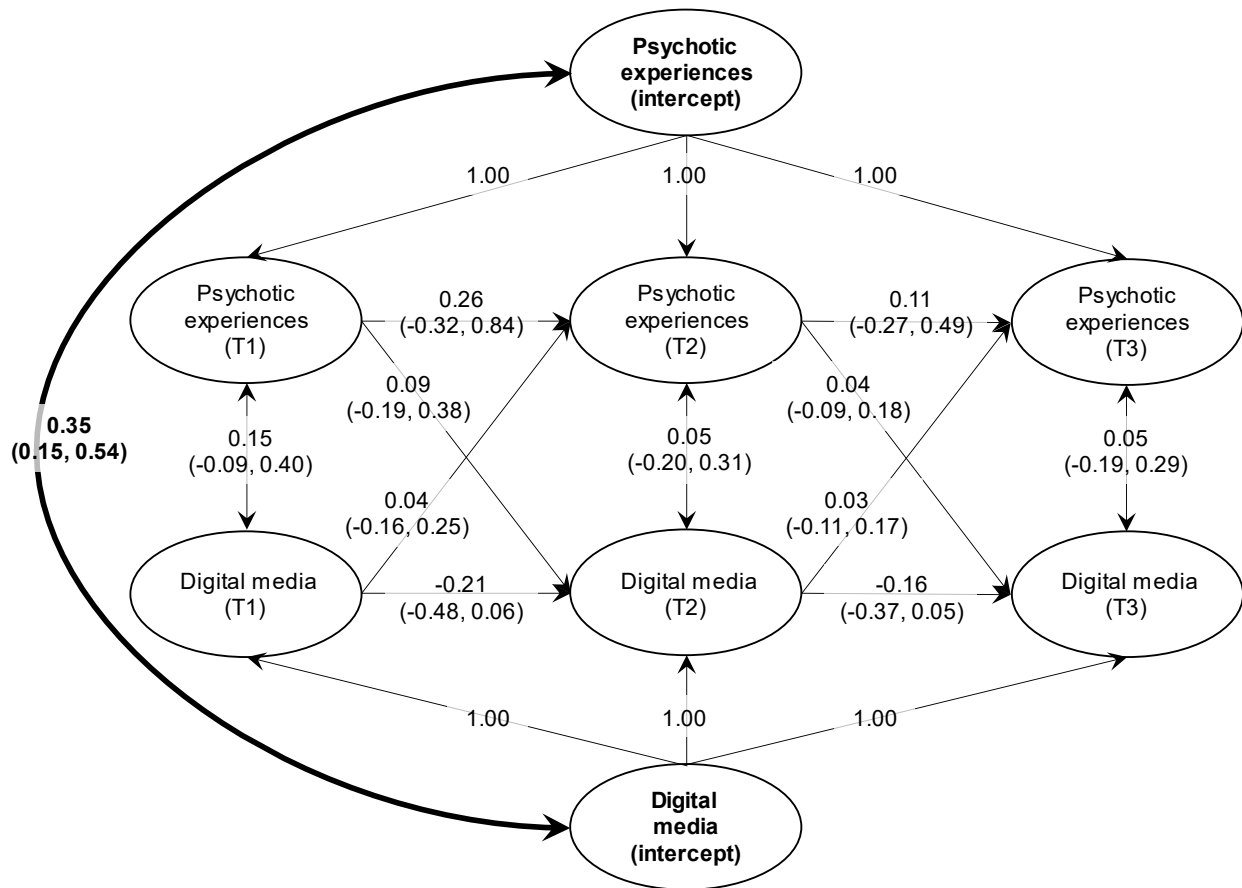 Psychotic
experiences
(intercept)
1.00
1.00
1.00
Psychotic
experiences
(T1)
0.26
(-0.32, 0.84)
Psychotic
experiences
(T2)
0.11
(-0.27, 0.49)
Psychotic
experiences
(T3)
0.09
(-0.19, 0.38)
0.04
(-0.09, 0.18)
0.35
(0.15, 0.54)
0.15
(-0.09, 0.40)
0.05
(-0.20, 0.31)
0.05
(-0.19, 0.29)
0.04
(-0.16, 0.25)
0.03
(-0.11, 0.17)
Digital media
(T1)
-0.21
(-0.48, 0.06)
Digital media
(T2)
-0.16
(-0.37, 0.05)
Digital media
(T3)
1.00
1.00
1.00
Digital
media
(intercept)